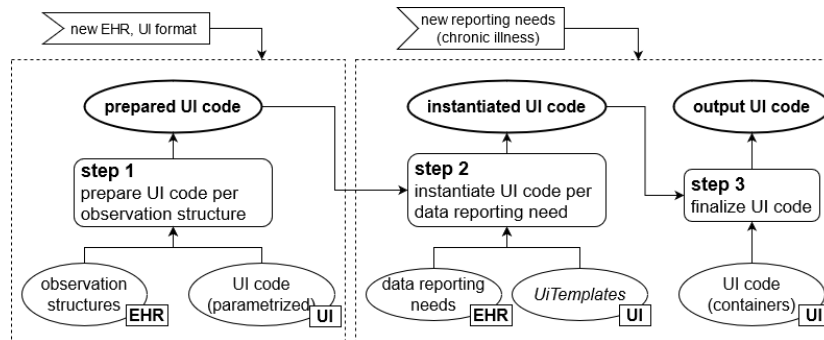 new EHR, UI format
new reporting needs
(chronic illness)
prepared UI code
instantiated UI code
output UI code
step 1
prepare UI code per
observation structure
step 2
instantiate UI code per
data reporting need
step 3
finalize UI code
observation
structures
EHR
UI code
(parametrized)
UI
data reporting
needs
EHR
UiTemplates
UI
UI code
(containers)
UI